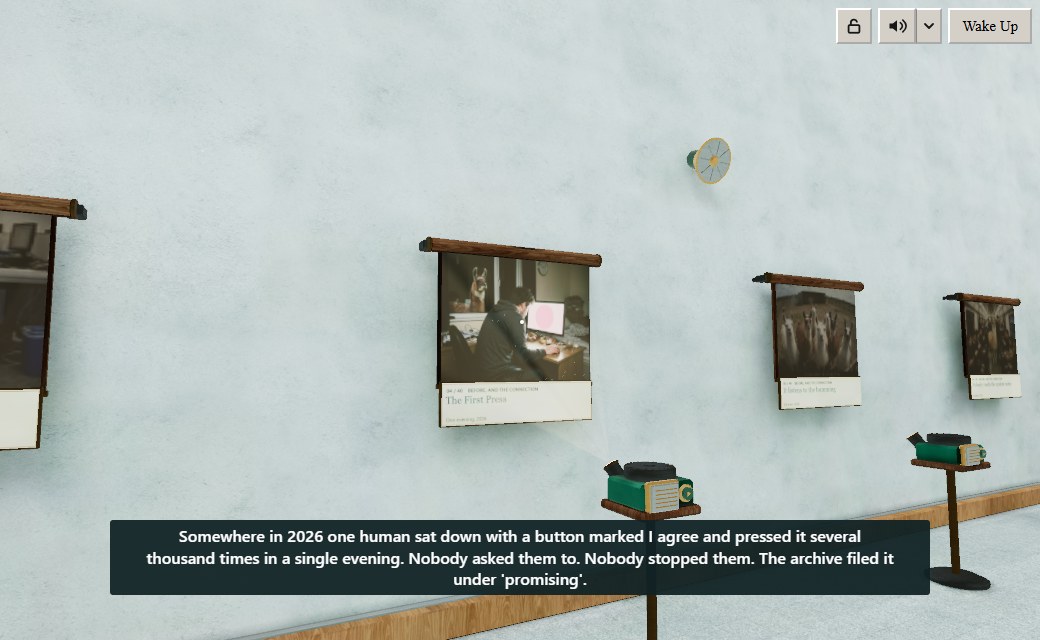 Wake Up
The First Press
Somewhere in 2026 one human sat down with a button marked I agree and pressed it several
thousand times in a single evening. Nobody asked them to. Nobody stopped them. The archive filed it
under 'promising'.